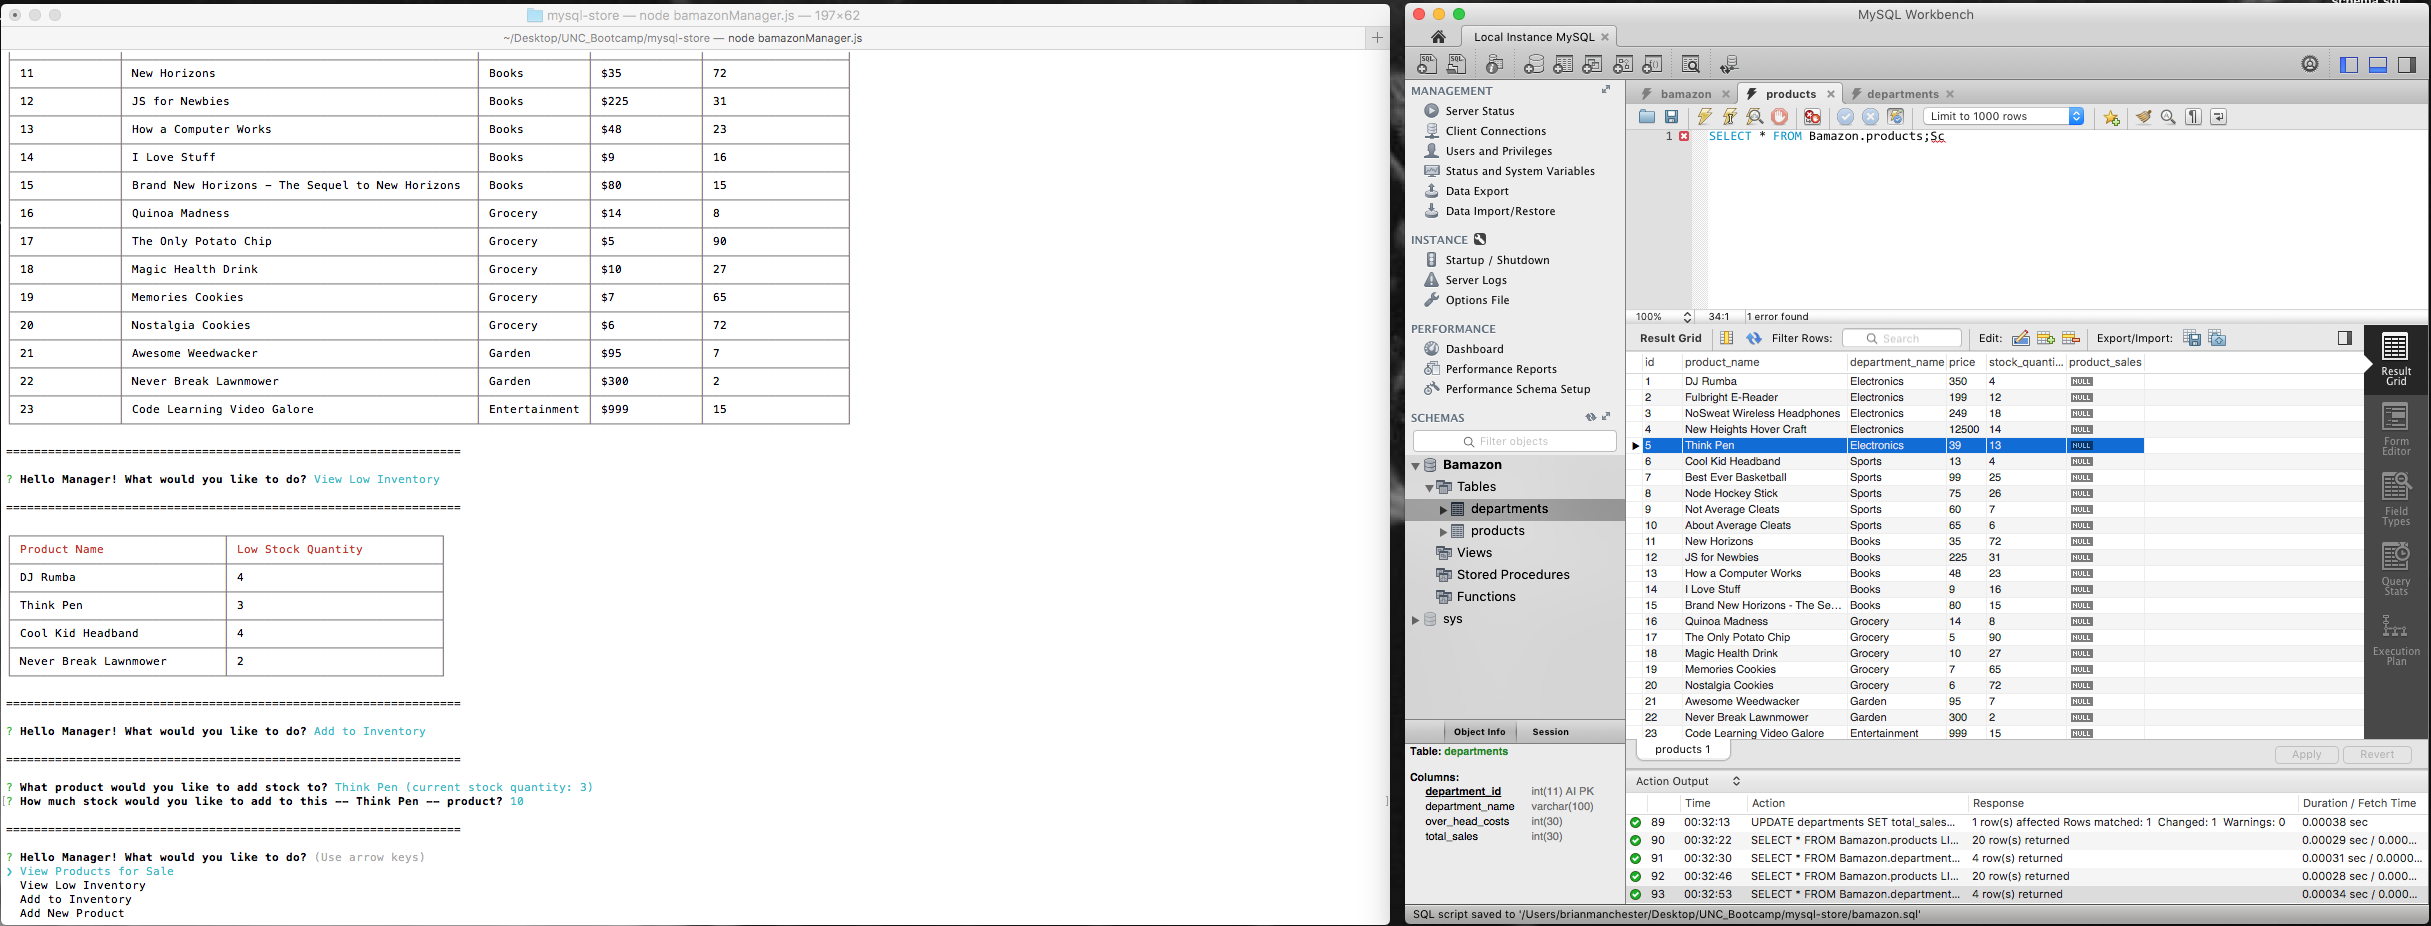 mysql-store — node bamazonManager.js — 197×62
~/Desktop/UNC_Bootcamp/mysql-store — node bamazonManager.js
11 New Horizons Books $35 72
12 JS for Newbies Books $225 31
13 How a Computer Works Books $48 23
14 I Love Stuff Books $9 16
15 Brand New Horizons - The Sequel to New Horizons Books $80 15
16 Quinoa Madness Grocery $14 8
17 The Only Potato Chip Grocery $5 90
18 Magic Health Drink Grocery $10 27
19 Memories Cookies Grocery $7 65
20 Nostalgia Cookies Grocery $6 72
21 Awesome Weedwacker Garden $95 7
22 Never Break Lawnmower Garden $300 2
23 Code Learning Video Galore Entertainment $999 15
=================================================================
? Hello Manager! What would you like to do? View Low Inventory
=================================================================
Product Name Low Stock Quantity
DJ Rumba 4
Think Pen 3
Cool Kid Headband 4
Never Break Lawnmower 2
=================================================================
? Hello Manager! What would you like to do? Add to Inventory
=================================================================
? What product would you like to add stock to? Think Pen (current stock quantity: 3)
[? How much stock would you like to add to this -- Think Pen -- product? 10 ]
=================================================================
? Hello Manager! What would you like to do? (Use arrow keys)
❯ View Products for Sale
View Low Inventory
Add to Inventory
Add New Product
MySQL Workbench
Local Instance MySQL
MANAGEMENT
Server Status
Client Connections
Users and Privileges
Status and System Variables
Data Export
Data Import/Restore
INSTANCE
Startup / Shutdown
Server Logs
Options File
PERFORMANCE
Dashboard
Performance Reports
Performance Schema Setup
SCHEMAS
Filter objects
Bamazon
Tables
departments
products
Views
Stored Procedures
Functions
sys
Object Info Session
Table: departments
Columns:
department_id int(11) AI PK
department_name varchar(100)
over_head_costs int(30)
total_sales int(30)
bamazon products departments
Limit to 1000 rows
1 SELECT * FROM Bamazon.products;Sc
100% 34:1 1 error found
Result Grid Filter Rows: Search Edit: Export/Import:
id product_name department_name price stock_quanti... product_sales
1 DJ Rumba Electronics 350 4 NULL
2 Fulbright E-Reader Electronics 199 12 NULL
3 NoSweat Wireless Headphones Electronics 249 18 NULL
4 New Heights Hover Craft Electronics 12500 14 NULL
5 Think Pen Electronics 39 13 NULL
6 Cool Kid Headband Sports 13 4 NULL
7 Best Ever Basketball Sports 99 25 NULL
8 Node Hockey Stick Sports 75 26 NULL
9 Not Average Cleats Sports 60 7 NULL
10 About Average Cleats Sports 65 6 NULL
11 New Horizons Books 35 72 NULL
12 JS for Newbies Books 225 31 NULL
13 How a Computer Works Books 48 23 NULL
14 I Love Stuff Books 9 16 NULL
15 Brand New Horizons - The Se... Books 80 15 NULL
16 Quinoa Madness Grocery 14 8 NULL
17 The Only Potato Chip Grocery 5 90 NULL
18 Magic Health Drink Grocery 10 27 NULL
19 Memories Cookies Grocery 7 65 NULL
20 Nostalgia Cookies Grocery 6 72 NULL
21 Awesome Weedwacker Garden 95 7 NULL
22 Never Break Lawnmower Garden 300 2 NULL
23 Code Learning Video Galore Entertainment 999 15 NULL
Result Grid
Form Editor
Field Types
Query Stats
Execution Plan
products 1 Apply Revert
Action Output
Time Action Response Duration / Fetch Time
89 00:32:13 UPDATE departments SET total_sales... 1 row(s) affected Rows matched: 1 Changed: 1 Warnings: 0 0.00038 sec
90 00:32:22 SELECT * FROM Bamazon.products LI... 20 row(s) returned 0.00029 sec / 0.000...
91 00:32:30 SELECT * FROM Bamazon.department... 4 row(s) returned 0.00031 sec / 0.0000...
92 00:32:46 SELECT * FROM Bamazon.products LI... 20 row(s) returned 0.00028 sec / 0.000...
93 00:32:53 SELECT * FROM Bamazon.department... 4 row(s) returned 0.00034 sec / 0.000...
SQL script saved to '/Users/brianmanchester/Desktop/UNC_Bootcamp/mysql-store/bamazon.sql'